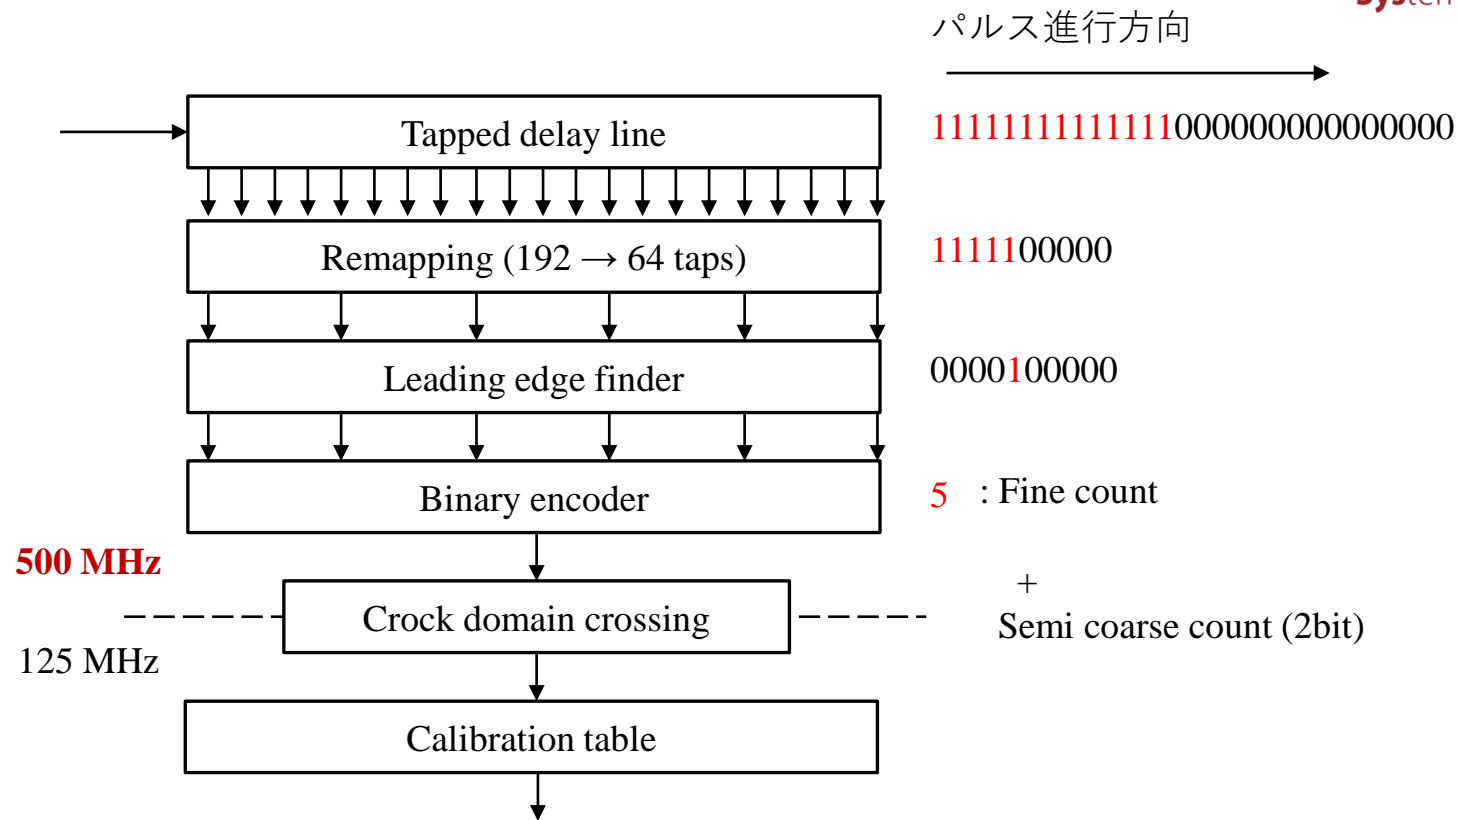 パルス進行方向
Tapped delay line
11111111111111000000000000000
Remapping (192 → 64 taps)
1111100000
Leading edge finder
0000100000
Binary encoder
5 : Fine count
500 MHz
+
Crock domain crossing
Semi coarse count (2bit)
125 MHz
Calibration table